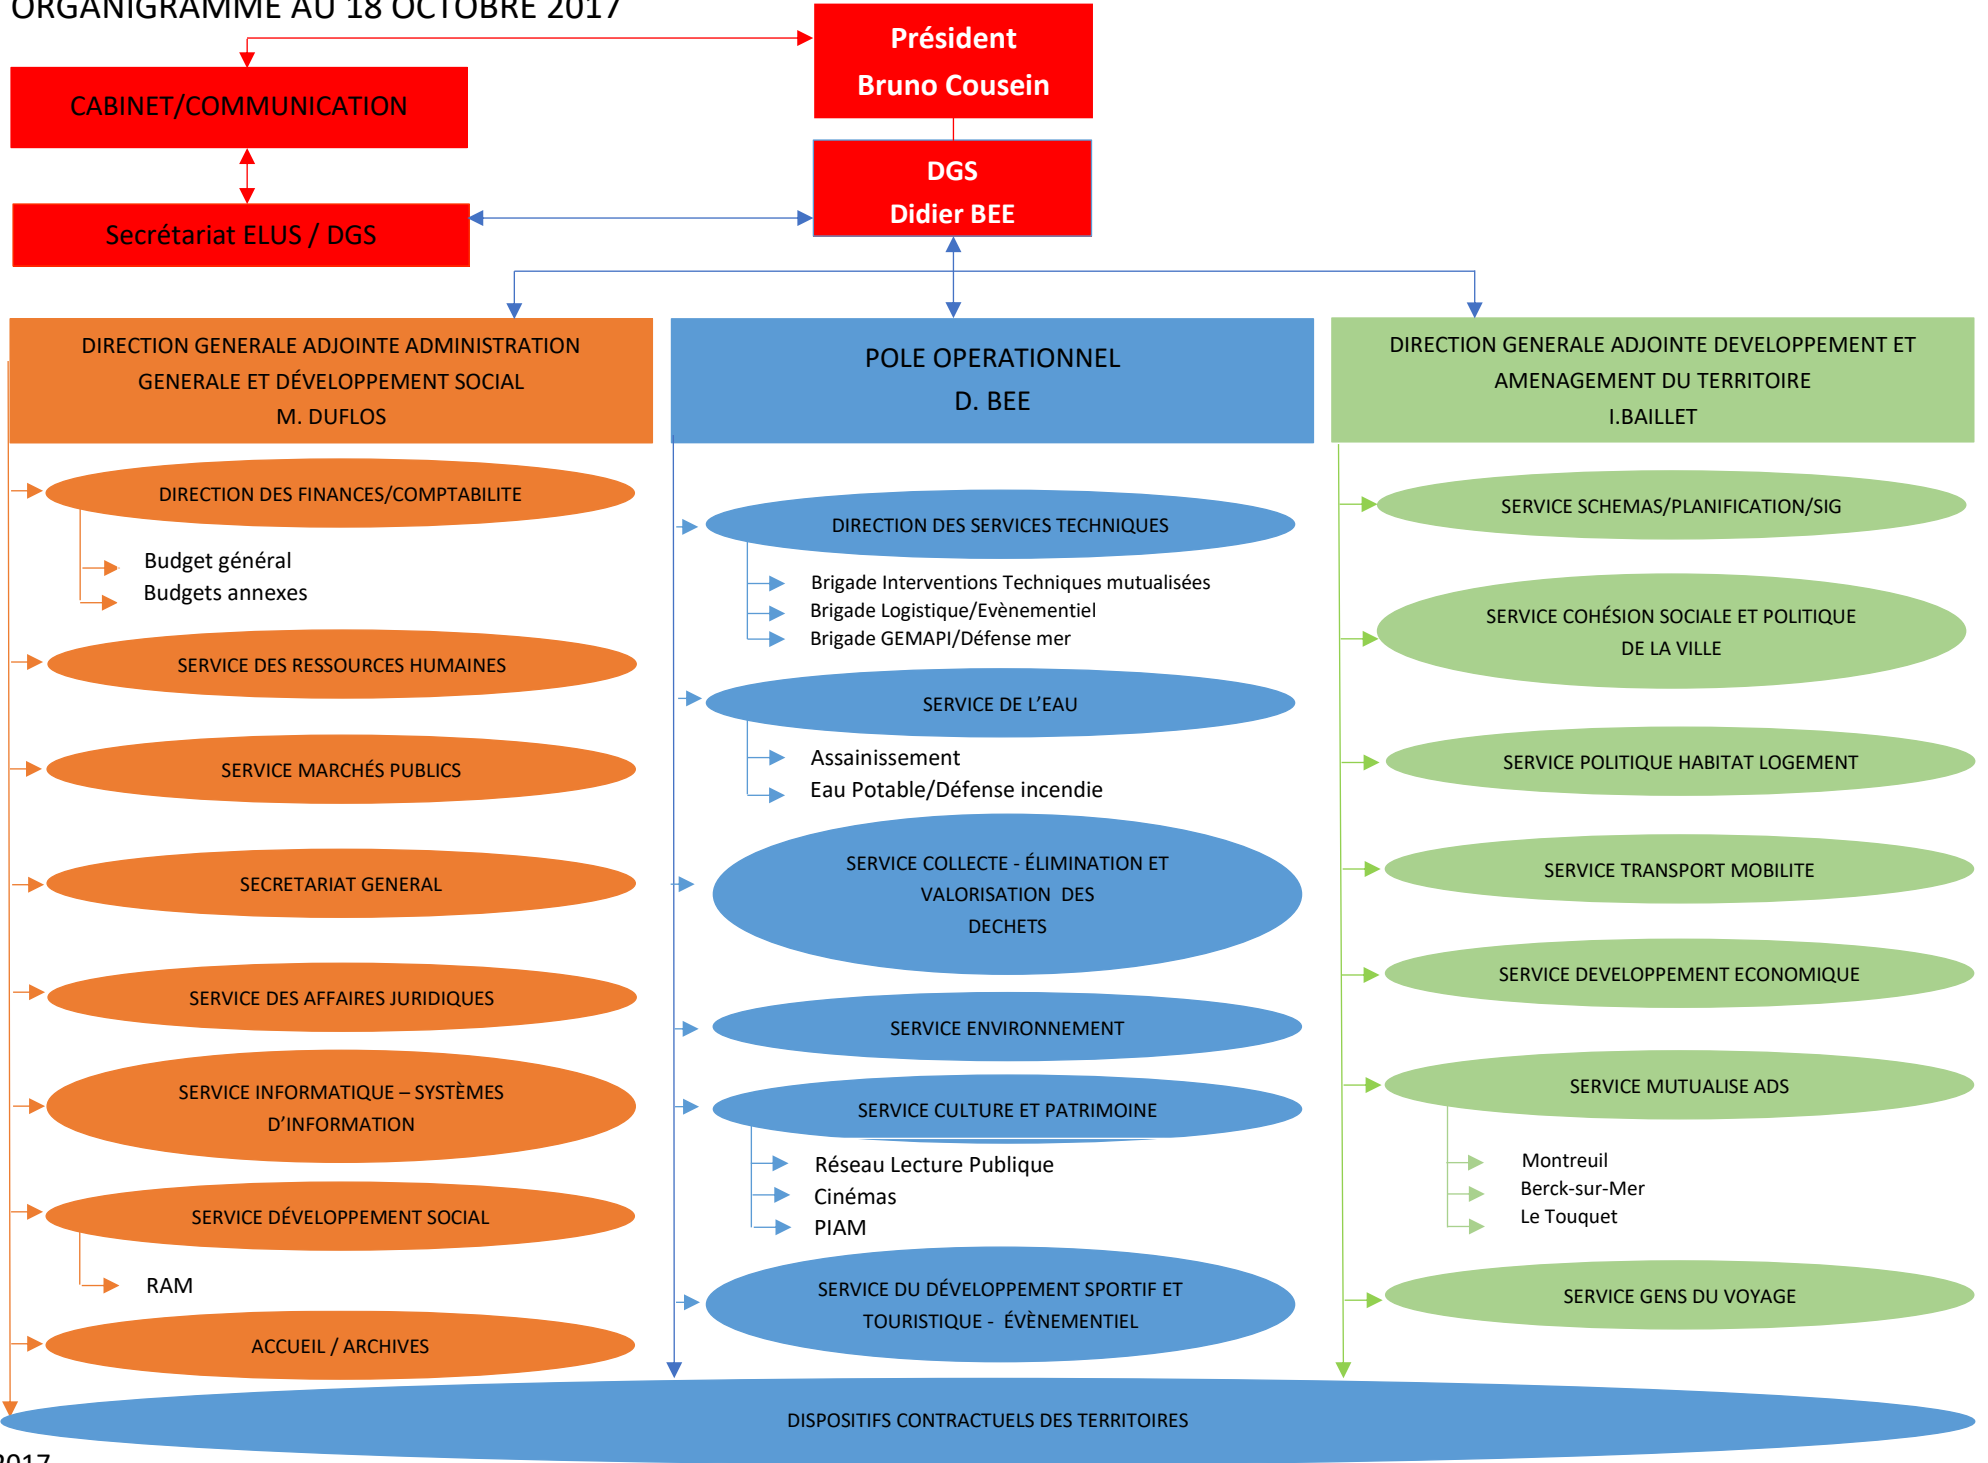 ORGANIGRAMME AU 18 OCTOBRE 2017
Président
Bruno Cousein
CABINET/COMMUNICATION
DGS
Didier BEE
Secrétariat ELUS / DGS
DIRECTION GENERALE ADJOINTE ADMINISTRATION
GENERALE ET DÉVELOPPEMENT SOCIAL
M. DUFLOS
DIRECTION DES FINANCES/COMPTABILITE
Budget général
Budgets annexes
SERVICE DES RESSOURCES HUMAINES
SERVICE MARCHÉS PUBLICS
SECRETARIAT GENERAL
SERVICE DES AFFAIRES JURIDIQUES
SERVICE INFORMATIQUE – SYSTÈMES
D'INFORMATION
SERVICE DÉVELOPPEMENT SOCIAL
RAM
ACCUEIL / ARCHIVES
POLE OPERATIONNEL
D. BEE
DIRECTION DES SERVICES TECHNIQUES
Brigade Interventions Techniques mutualisées
Brigade Logistique/Evènementiel
Brigade GEMAPI/Défense mer
SERVICE DE L'EAU
Assainissement
Eau Potable/Défense incendie
SERVICE COLLECTE - ÉLIMINATION ET
VALORISATION DES
DECHETS
SERVICE ENVIRONNEMENT
SERVICE CULTURE ET PATRIMOINE
Réseau Lecture Publique
Cinémas
PIAM
SERVICE DU DÉVELOPPEMENT SPORTIF ET
TOURISTIQUE - ÉVÈNEMENTIEL
DIRECTION GENERALE ADJOINTE DEVELOPPEMENT ET
AMENAGEMENT DU TERRITOIRE
I.BAILLET
SERVICE SCHEMAS/PLANIFICATION/SIG
SERVICE COHÉSION SOCIALE ET POLITIQUE
DE LA VILLE
SERVICE POLITIQUE HABITAT LOGEMENT
SERVICE TRANSPORT MOBILITE
SERVICE DEVELOPPEMENT ECONOMIQUE
SERVICE MUTUALISE ADS
Montreuil
Berck-sur-Mer
Le Touquet
SERVICE GENS DU VOYAGE
DISPOSITIFS CONTRACTUELS DES TERRITOIRES
2017